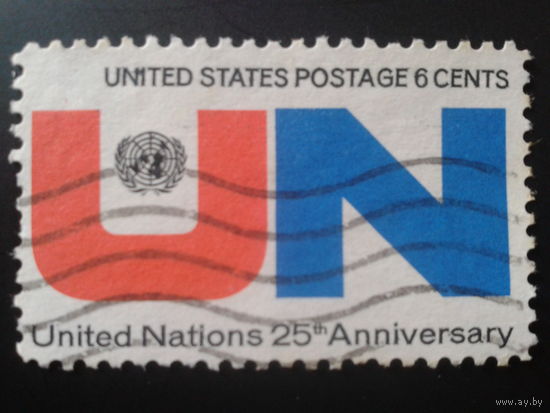 UNITED STATES POSTAGE 6 CENTS
UN
United Nations 25th Anniversary
www.ay.by